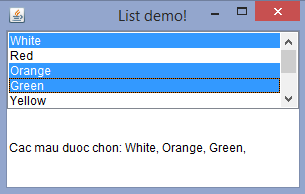 List demo!
White
Red
Orange
Green
Yellow
Cac mau duoc chon: White, Orange, Green,